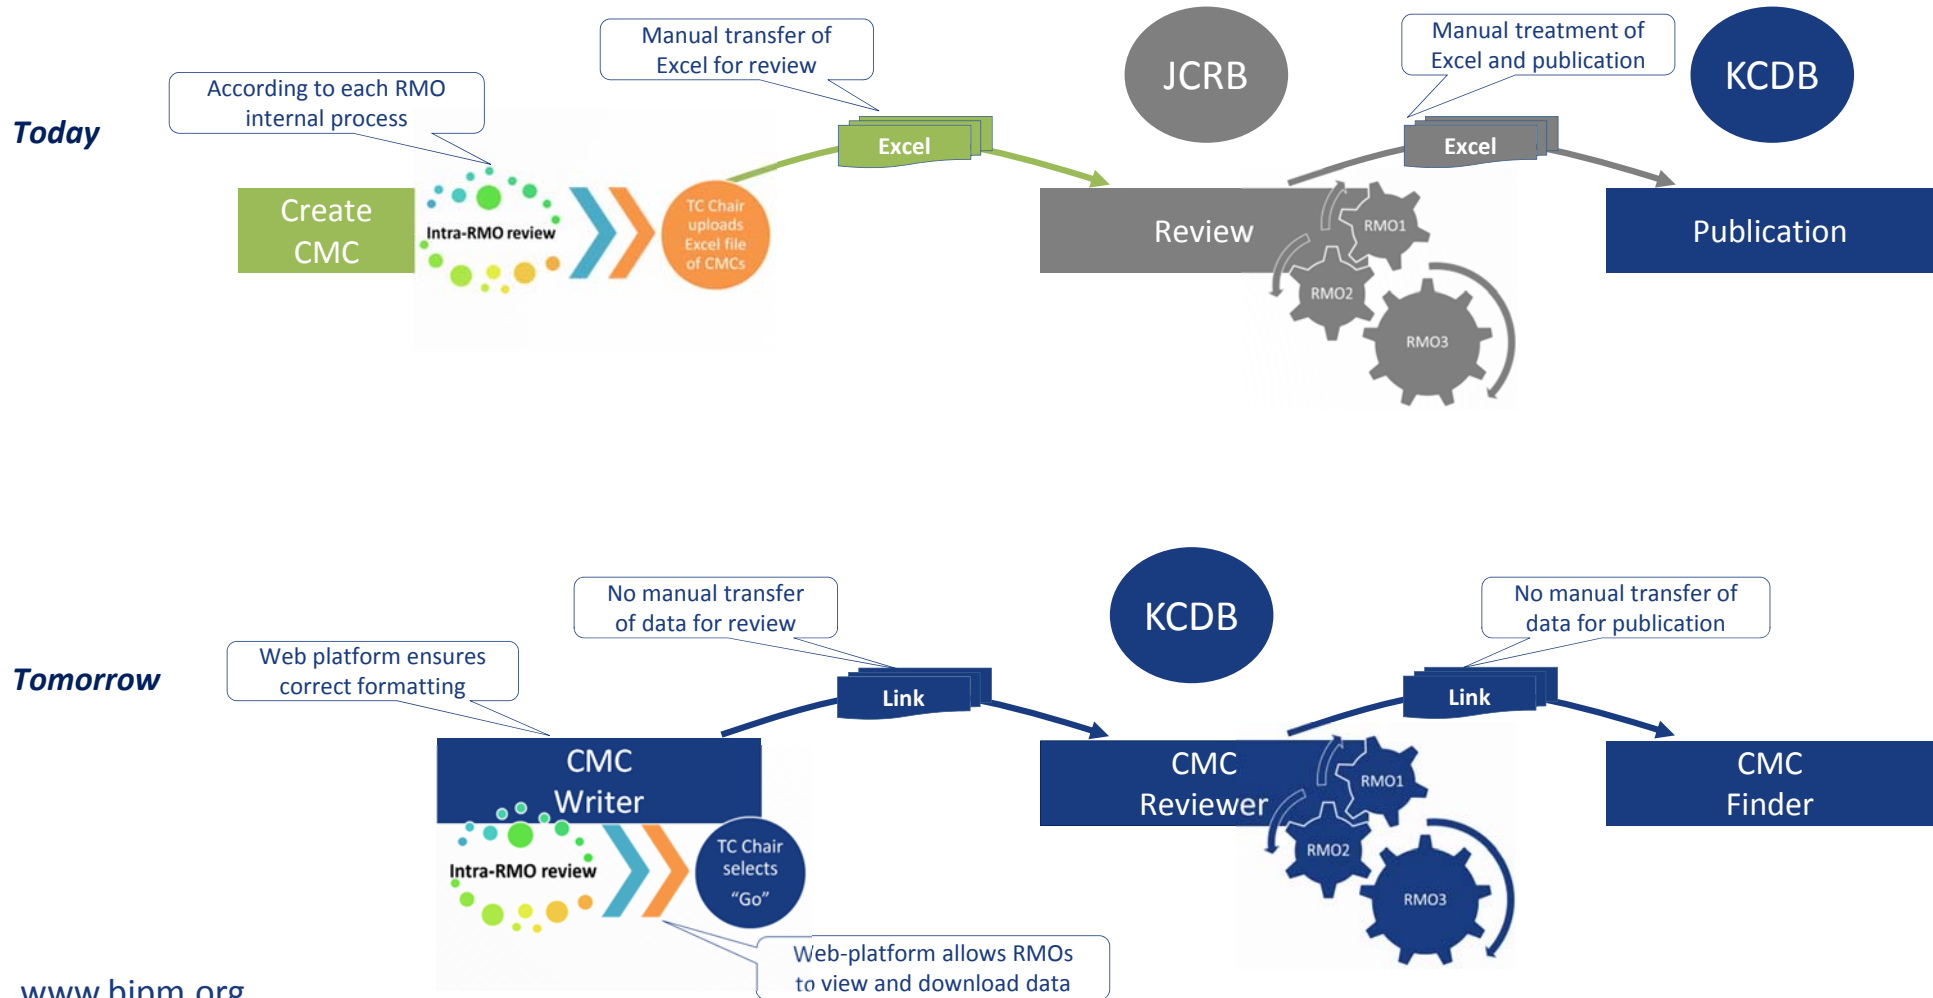 Today
According to each RMO
internal process
Manual transfer of
Excel for review
JCRB
Manual treatment of
Excel and publication
KCDB
Excel
Excel
Create
CMC
Intra-RMO review
TC Chair
uploads
Excel file
of CMCs
Review
RMO1
RMO2
RMO3
Publication
Tomorrow
Web platform ensures
correct formatting
No manual transfer
of data for review
KCDB
No manual transfer of
data for publication
Link
Link
CMC
Writer
Intra-RMO review
TC Chair
selects
“Go”
Web-platform allows RMOs
to view and download data
CMC
Reviewer
RMO1
RMO2
RMO3
CMC
Finder
www.bipm.org